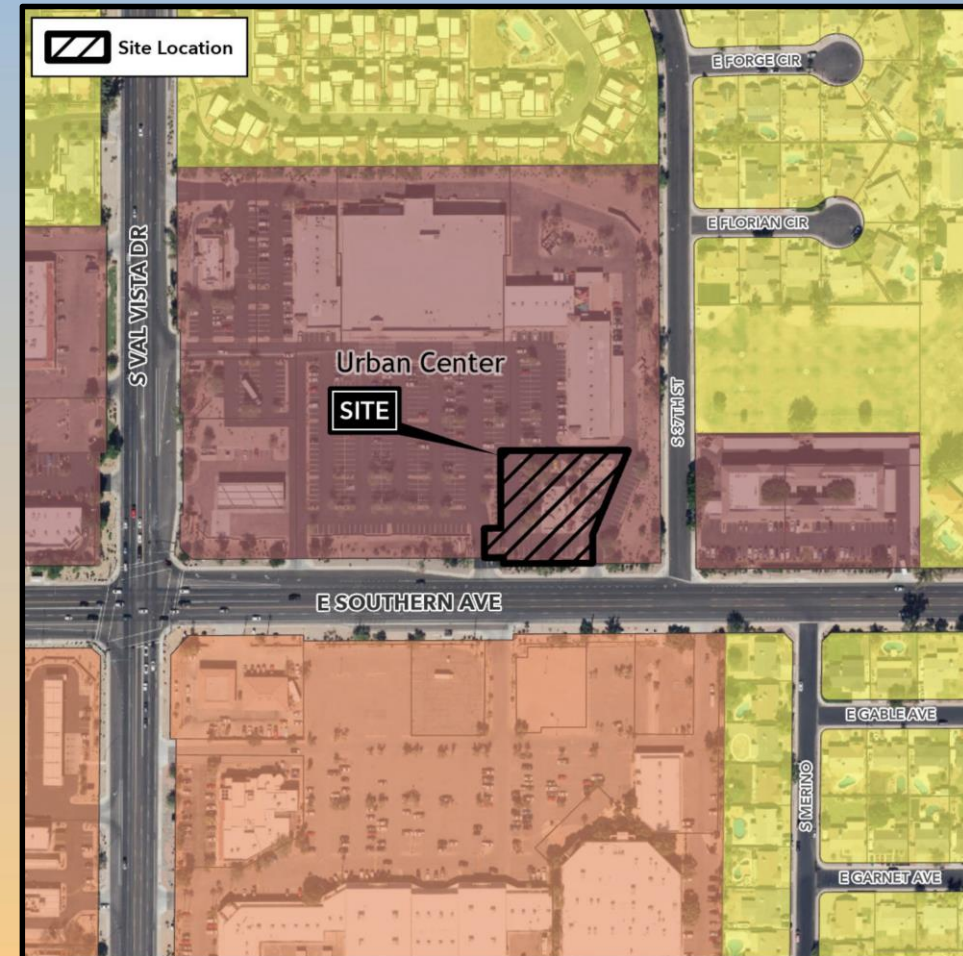 Site Location
E FORGE CIR
E FLORIAN CIR
S VAL VISTA DR
Urban Center
SITE
S 37TH ST
E SOUTHERN AVE
E GABLE AVE
S MERINO
E GARNET AVE